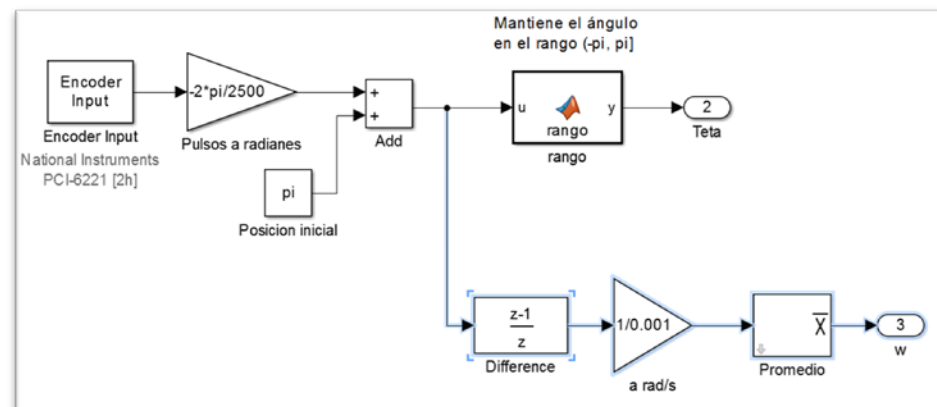 Mantiene el ángulo
en el rango (-pi, pi]
Encoder
Input
Encoder Input
National Instruments
PCI-6221 [2h]
-2*pi/2500
Pulsos a radianes
+
+
Add
pi
Posicion inicial
u
y
rango
rango
2
Teta
z-1
z
Difference
1/0.001
a rad/s
X
Promedio
3
w